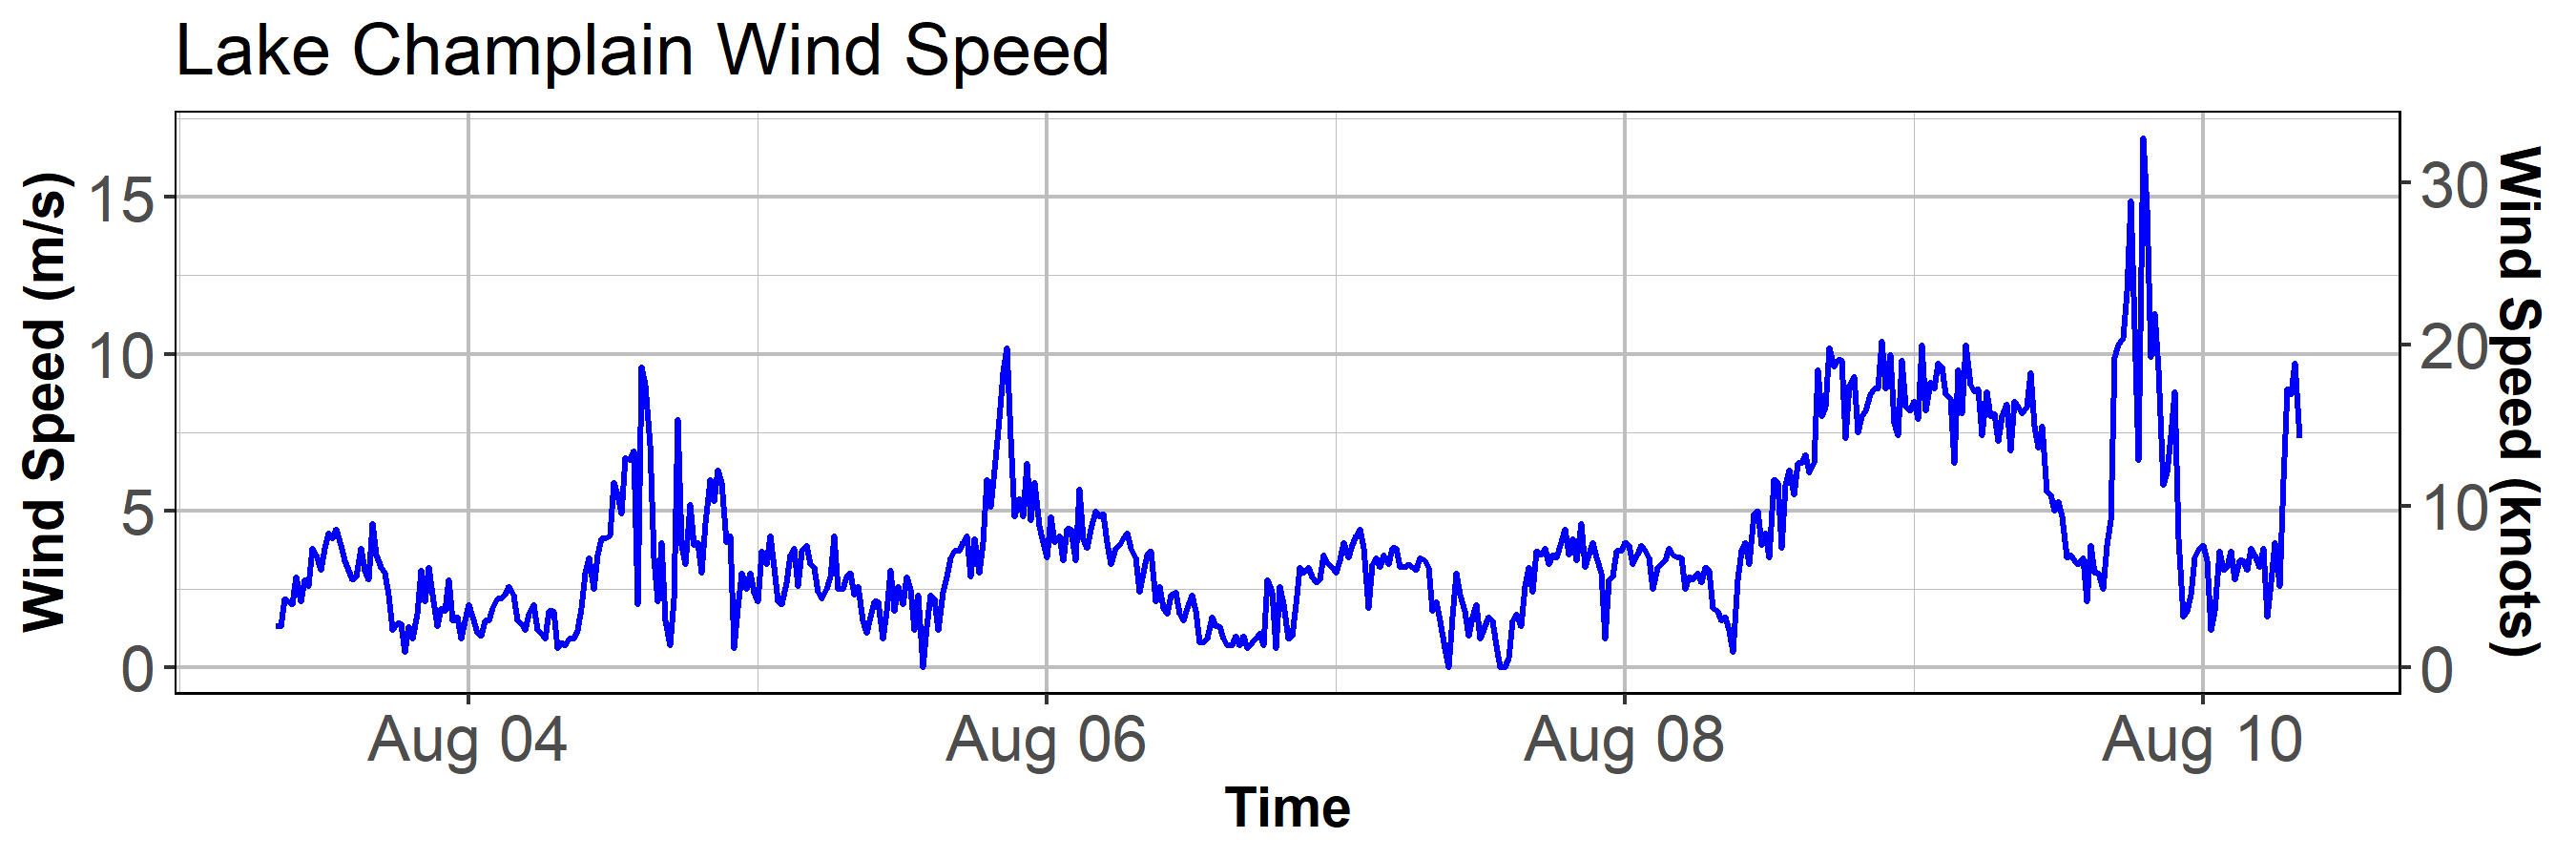 Lake Champlain Wind Speed
Wind Speed (m/s)
15
10
5
0
30
20
10
0
Wind Speed (knots)
Aug 04
Aug 06
Aug 08
Aug 10
Time